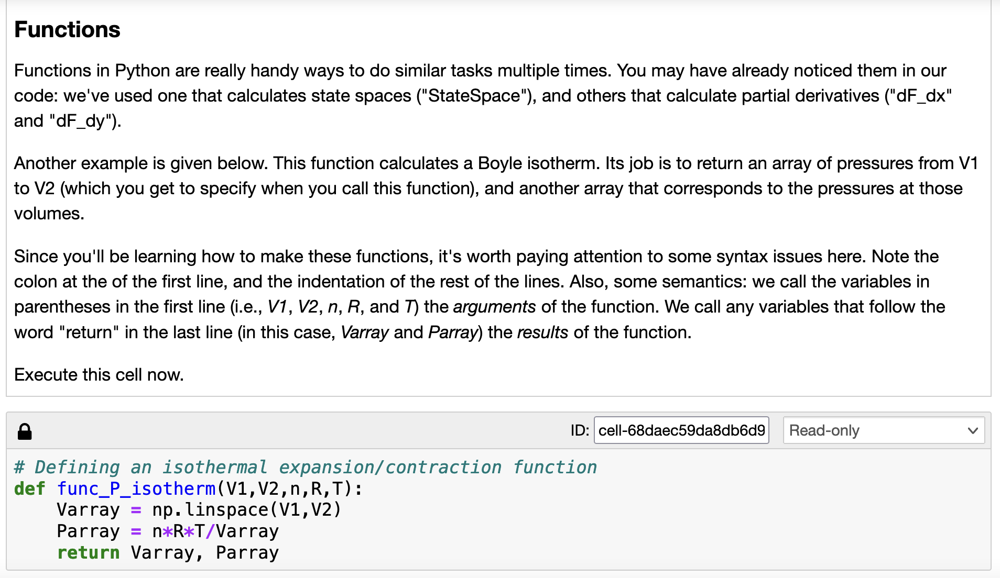 Functions
Functions in Python are really handy ways to do similar tasks multiple times. You may have already noticed them in our
code: we've used one that calculates state spaces ("StateSpace"), and others that calculate partial derivatives ("dF_dx"
and "dF_dy").
Another example is given below. This function calculates a Boyle isotherm. Its job is to return an array of pressures from V1
to V2 (which you get to specify when you call this function), and another array that corresponds to the pressures at those
volumes.
Since you'll be learning how to make these functions, it's worth paying attention to some syntax issues here. Note the
colon at the of the first line, and the indentation of the rest of the lines. Also, some semantics: we call the variables in
parentheses in the first line (i.e., V1, V2, n, R, and T) the arguments of the function. We call any variables that follow the
word "return" in the last line (in this case, Varray and Parray) the results of the function.
Execute this cell now.
ID: cell-68daec59da8db6d9 Read-only
# Defining an isothermal expansion/contraction function
def func_P_isotherm(V1,V2,n,R,T):
    Varray = np.linspace(V1,V2)
    Parray = n*R*T/Varray
    return Varray, Parray